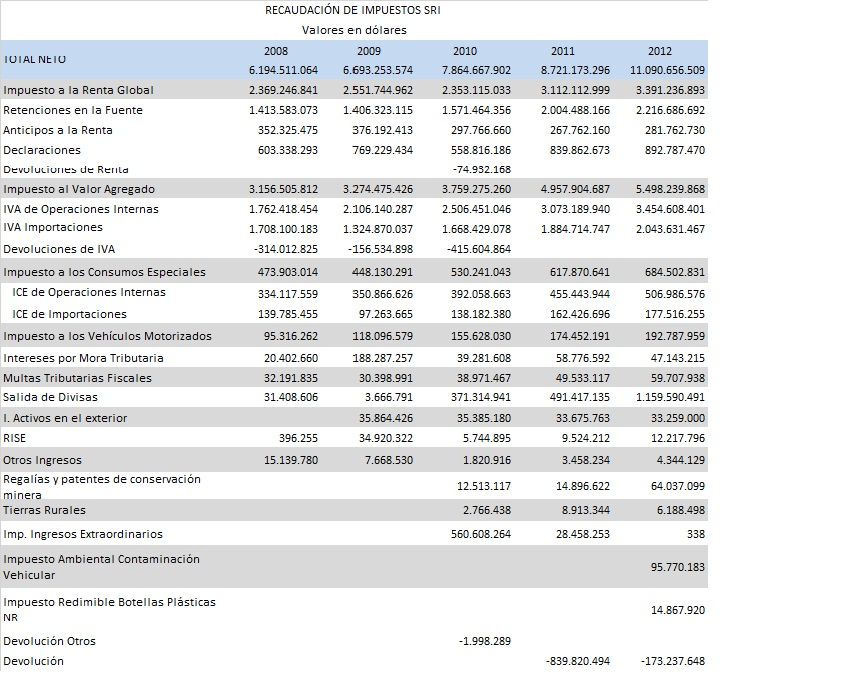 RECAUDACIÓN DE IMPUESTOS SRI
Valores en dólares
2008 2009 2010 2011 2012
TOTAL NETO 6.194.511.064 6.693.253.574 7.864.667.902 8.721.173.296 11.090.656.509
Impuesto a la Renta Global 2.369.246.841 2.551.744.962 2.353.115.033 3.112.112.999 3.391.236.893
Retenciones en la Fuente 1.413.583.073 1.406.323.115 1.571.464.356 2.004.488.166 2.216.686.692
Anticipos a la Renta 352.325.475 376.192.413 297.766.660 267.762.160 281.762.730
Declaraciones 603.338.293 769.229.434 558.816.186 839.862.673 892.787.470
Devoluciones de Renta -74.932.168
Impuesto al Valor Agregado 3.156.505.812 3.274.475.426 3.759.275.260 4.957.904.687 5.498.239.868
IVA de Operaciones Internas 1.762.418.454 2.106.140.287 2.506.451.046 3.073.189.940 3.454.608.401
IVA Importaciones 1.708.100.183 1.324.870.037 1.668.429.078 1.884.714.747 2.043.631.467
Devoluciones de IVA -314.012.825 -156.534.898 -415.604.864
Impuesto a los Consumos Especiales 473.903.014 448.130.291 530.241.043 617.870.641 684.502.831
ICE de Operaciones Internas 334.117.559 350.866.626 392.058.663 455.443.944 506.986.576
ICE de Importaciones 139.785.455 97.263.665 138.182.380 162.426.696 177.516.255
Impuesto a los Vehículos Motorizados 95.316.262 118.096.579 155.628.030 174.452.191 192.787.959
Intereses por Mora Tributaria 20.402.660 188.287.257 39.281.608 58.776.592 47.143.215
Multas Tributarias Fiscales 32.191.835 30.398.991 38.971.467 49.533.117 59.707.938
Salida de Divisas 31.408.606 3.666.791 371.314.941 491.417.135 1.159.590.491
I. Activos en el exterior 35.864.426 35.385.180 33.675.763 33.259.000
RISE 396.255 34.920.322 5.744.895 9.524.212 12.217.796
Otros Ingresos 15.139.780 7.668.530 1.820.916 3.458.234 4.344.129
Regalías y patentes de conservación
minera 12.513.117 14.896.622 64.037.099
Tierras Rurales 2.766.438 8.913.344 6.188.498
Imp. Ingresos Extraordinarios 560.608.264 28.458.253 338
Impuesto Ambiental Contaminación
Vehicular 95.770.183
Impuesto Redimible Botellas Plásticas
NR 14.867.920
Devolución Otros -1.998.289
Devolución -839.820.494 -173.237.648